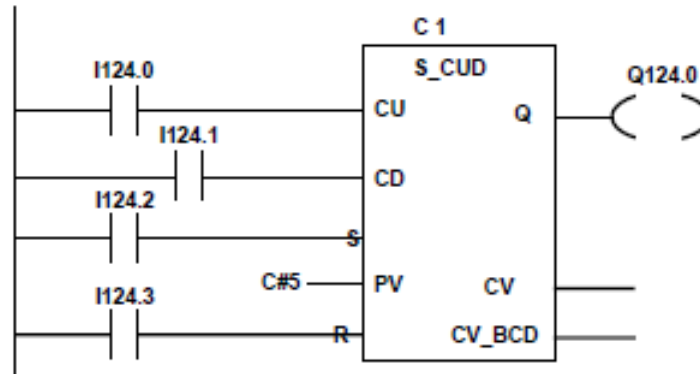 C 1
I124.0
S_CUD
Q124.0
CU
Q
I124.1
CD
I124.2
S
C#5
PV
CV
I124.3
R
CV_BCD